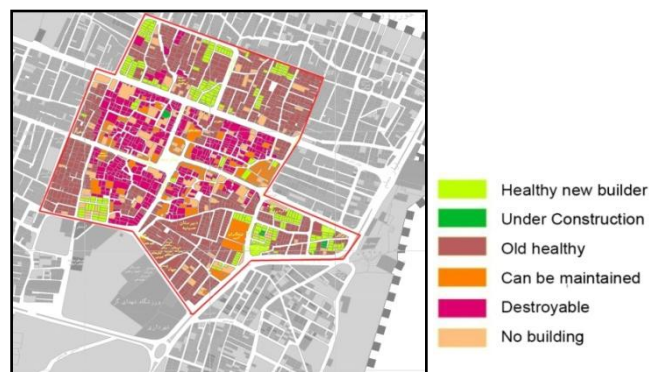 Healthy new builder
Under Construction
Old healthy
Can be maintained
Destroyable
No building